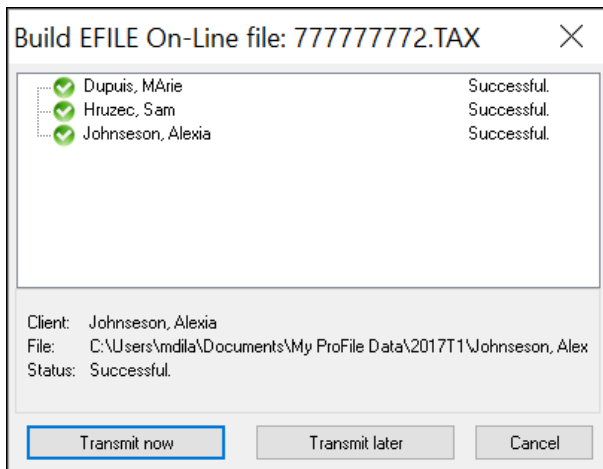 Build EFILE On-Line file: 777777772.TAX
Dupuis, MArie Successful.
Hruzec, Sam Successful.
Johnseson, Alexia Successful.
Client: Johnseson, Alexia
File: C:\Users\mdila\Documents\My ProFile Data\2017T1\Johnseson, Alex
Status: Successful.
Transmit now Transmit later Cancel